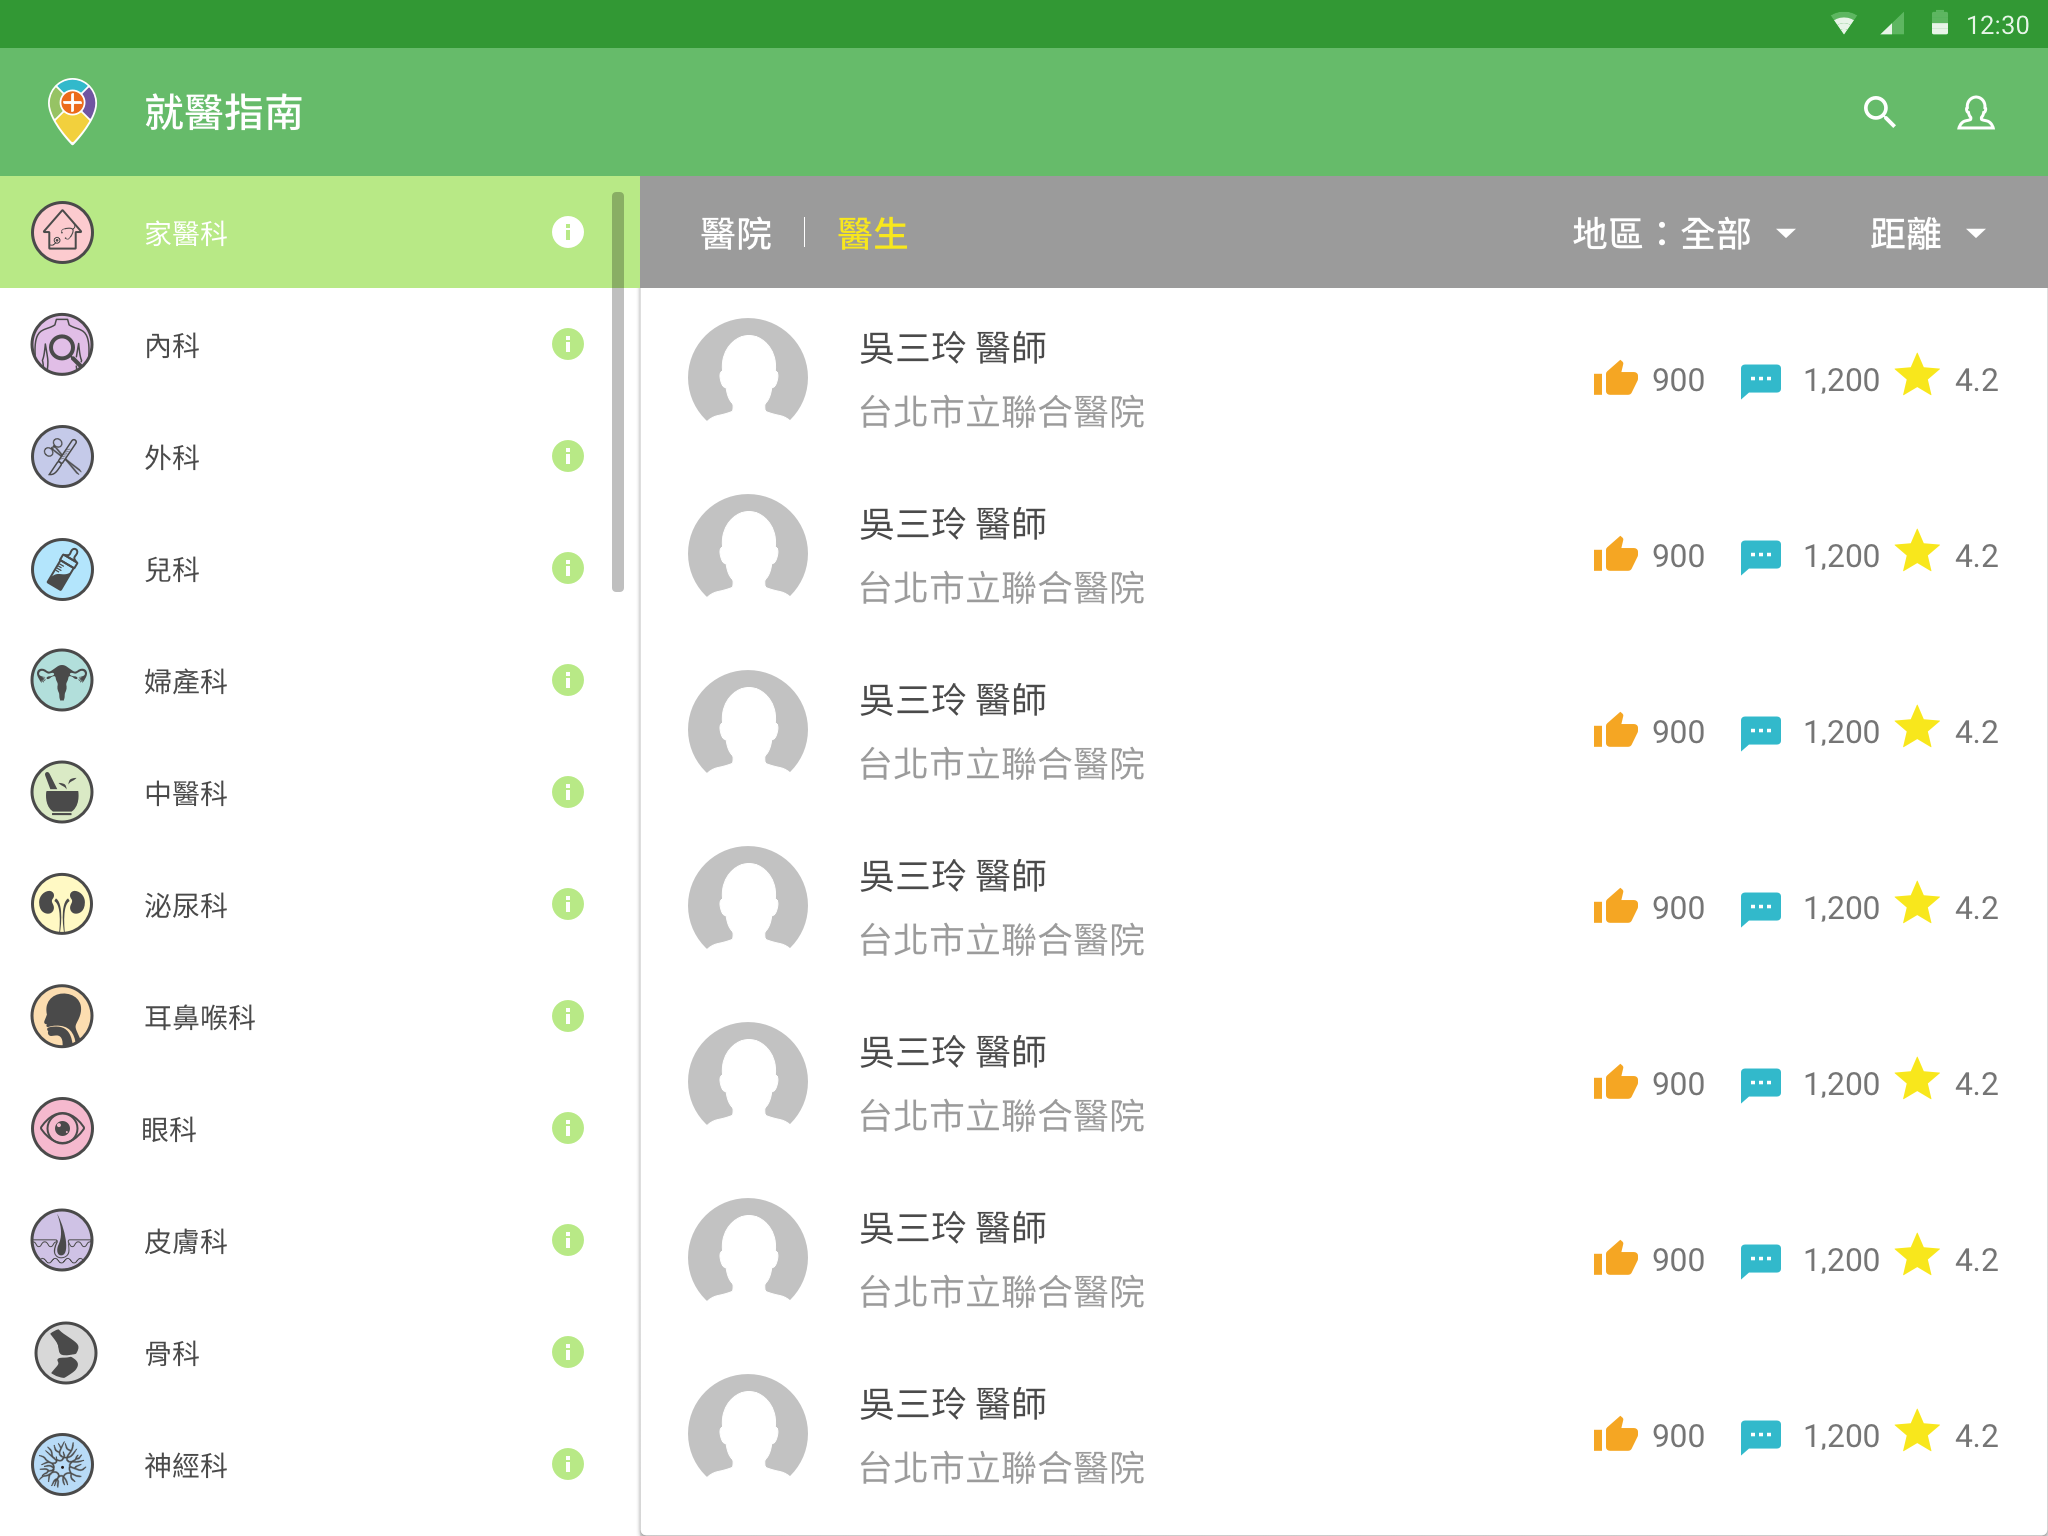 12:30
就醫指南
家醫科
內科
外科
兒科
婦產科
中醫科
泌尿科
耳鼻喉科
眼科
皮膚科
骨科
神經科
醫院 | 醫生 地區：全部 距離
吳三玲 醫師
台北市立聯合醫院
900 1,200 4.2
吳三玲 醫師
台北市立聯合醫院
900 1,200 4.2
吳三玲 醫師
台北市立聯合醫院
900 1,200 4.2
吳三玲 醫師
台北市立聯合醫院
900 1,200 4.2
吳三玲 醫師
台北市立聯合醫院
900 1,200 4.2
吳三玲 醫師
台北市立聯合醫院
900 1,200 4.2
吳三玲 醫師
台北市立聯合醫院
900 1,200 4.2